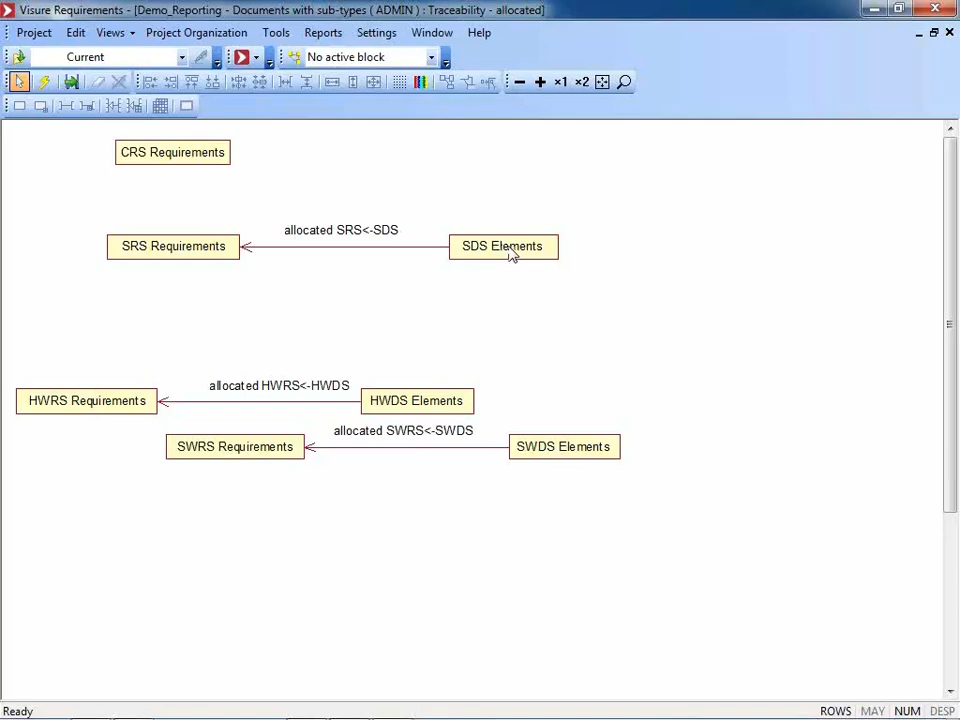 Visure Requirements - [Demo_Reporting - Documents with sub-types ( ADMIN ) : Traceability - allocated]
Project Edit Views Project Organization Tools Reports Settings Window Help
Current No active block
×1 ×2
CRS Requirements
allocated SRS<-SDS
SRS Requirements SDS Elements
allocated HWRS<-HWDS
HWRS Requirements HWDS Elements
allocated SWRS<-SWDS
SWRS Requirements SWDS Elements
Ready ROWS MAY NUM DESP